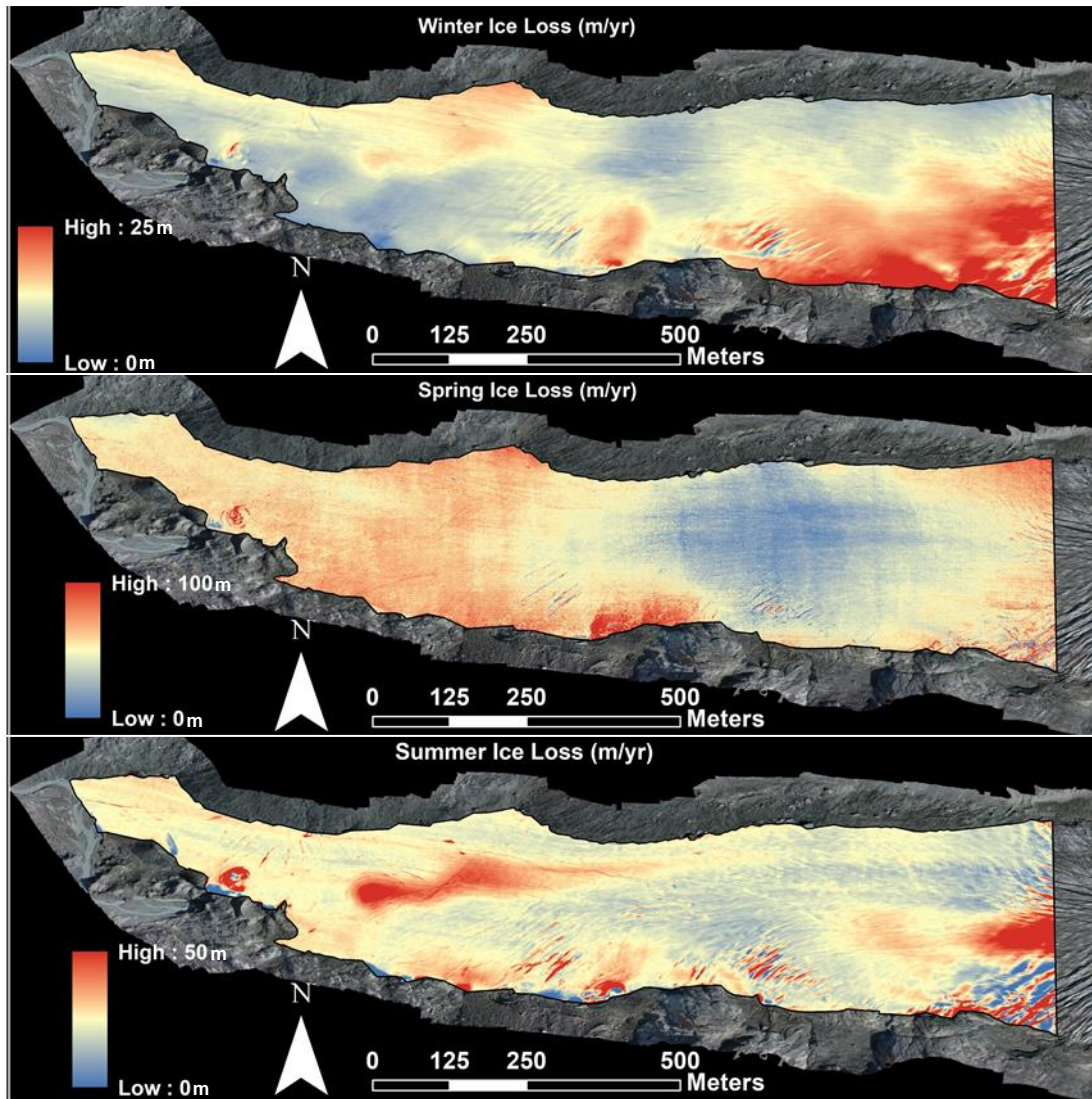 Winter Ice Loss (m/yr)
High : 25m
Low : 0m
N
0 125 250 500
Meters
Spring Ice Loss (m/yr)
High : 100m
Low : 0m
N
0 125 250 500
Meters
Summer Ice Loss (m/yr)
High : 50m
Low : 0m
N
0 125 250 500
Meters